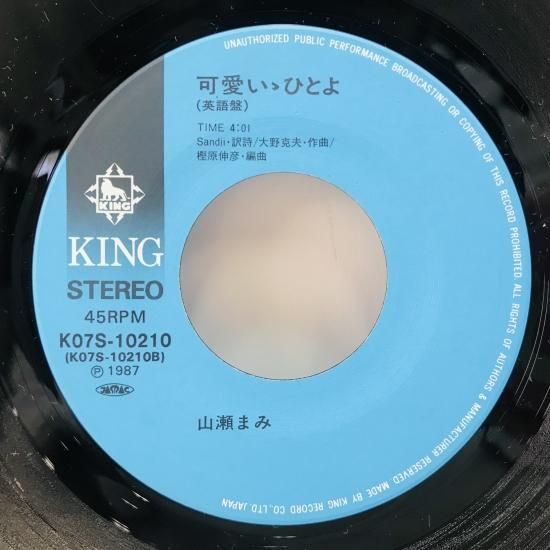 UNAUTHORIZED PUBLIC PERFORMANCE BROADCASTING OR COPYING OF THIS RECORD PROHIBITED ALL RIGHTS OF AUTHORS & MANUFACTURER RESERVED MADE BY KING RECORD CO.,LTD. JAPAN
可愛いゝひとよ
(英語盤)
TIME 4:01
Sandii・訳詩/大野克夫・作曲/
樫原伸彦・編曲
KING
KING
STEREO
45RPM
K07S-10210
(K07S-10210B)
Ⓟ 1987
JASRAC
山瀬まみ